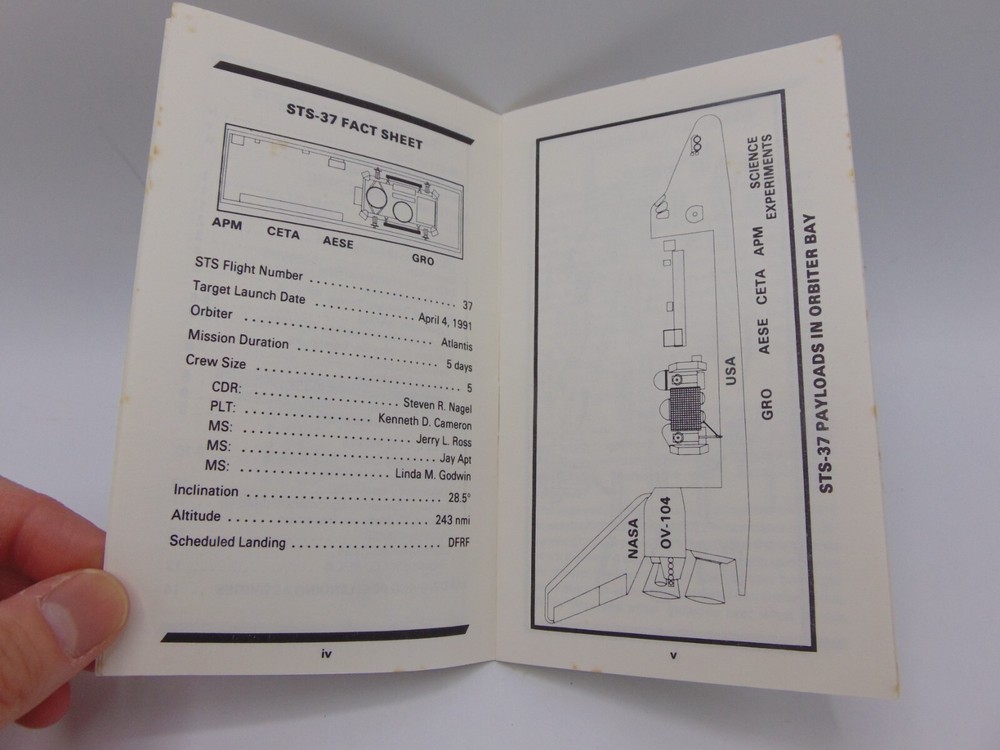 STS-37 FACT SHEET
APM CETA AESE GRO
STS Flight Number .................... 37
Target Launch Date ............... April 4, 1991
Orbiter ............................ Atlantis
Mission Duration ..................... 5 days
Crew Size ............................ 5
CDR: .................... Steven R. Nagel
PLT: .................. Kenneth D. Cameron
MS: ....................... Jerry L. Ross
MS: ........................... Jay Apt
MS: ..................... Linda M. Godwin
Inclination .......................... 28.5°
Altitude ........................... 243 nmi
Scheduled Landing ..................... DFRF
iv
NASA
OV-104
USA
GRO AESE CETA APM SCIENCE
EXPERIMENTS
STS-37 PAYLOADS IN ORBITER BAY
v